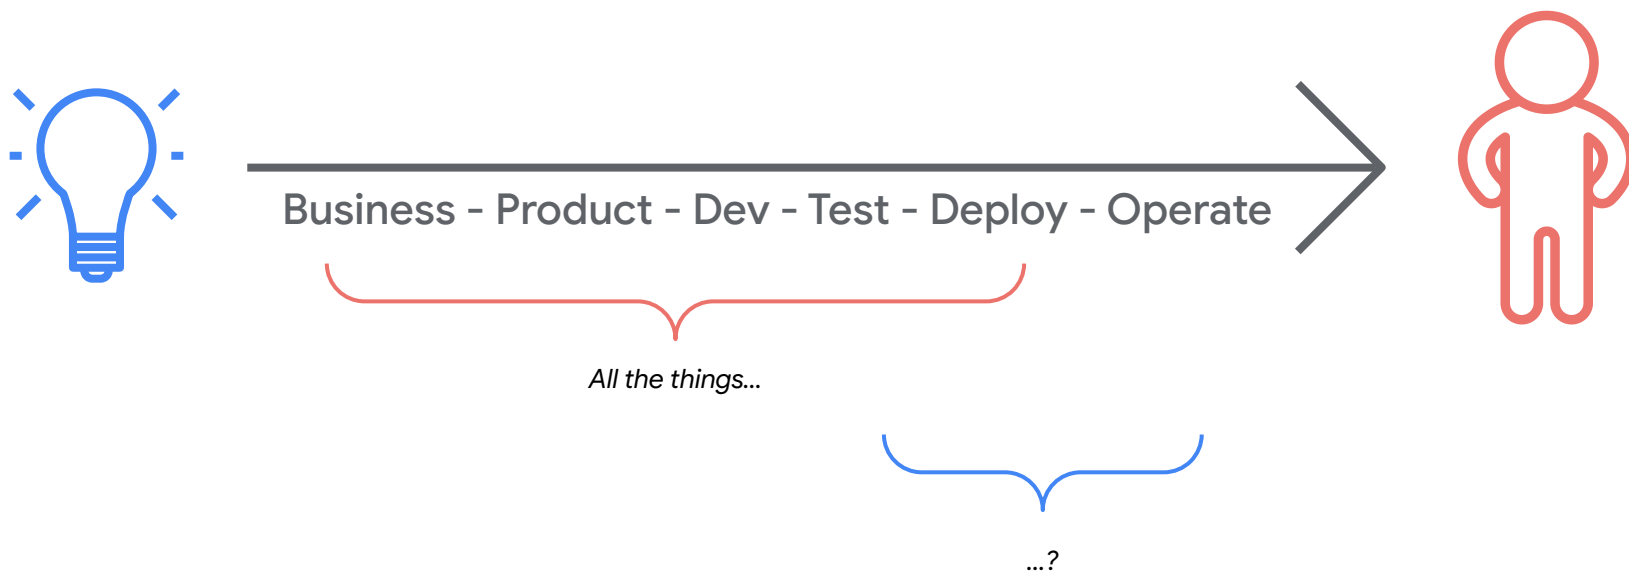 Business - Product - Dev - Test - Deploy - Operate
All the things...
...?